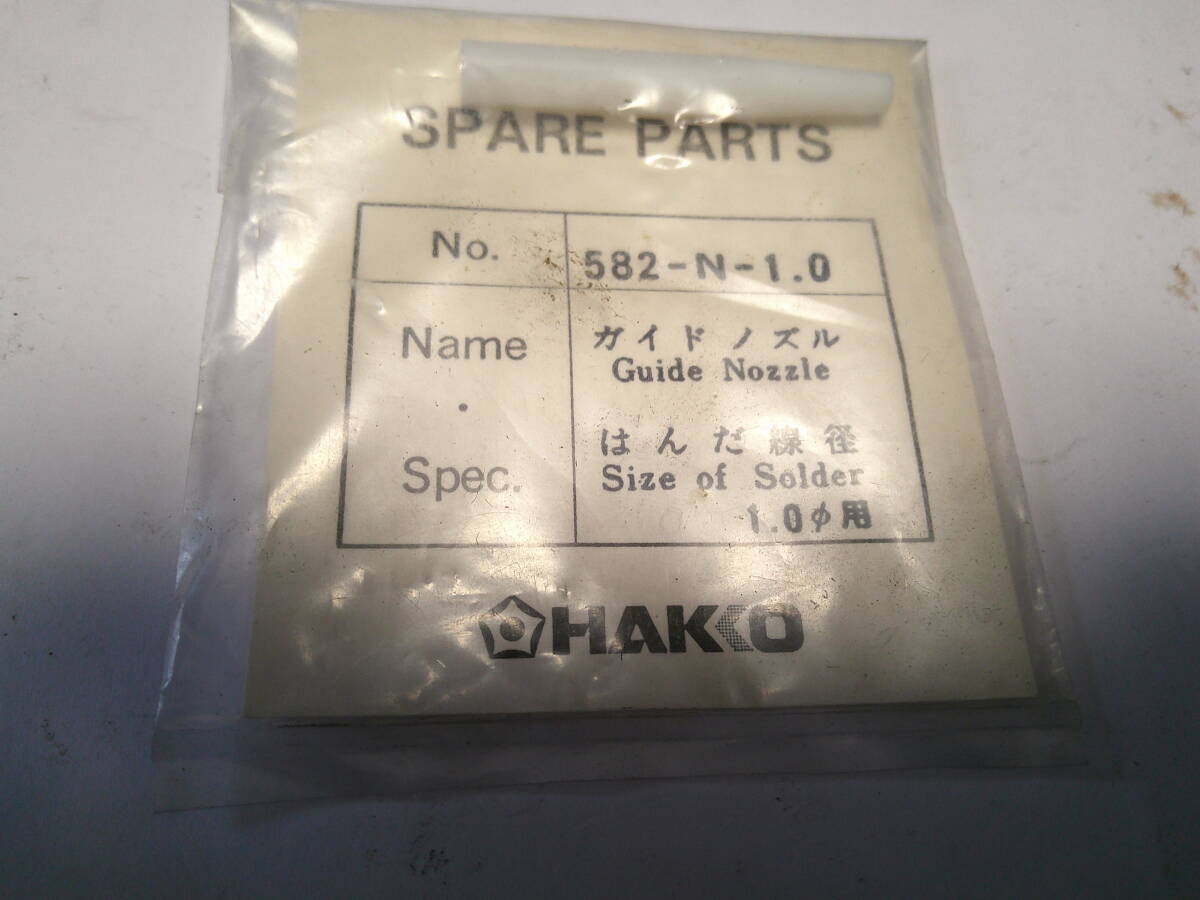 SPARE PARTS
No. 582-N-1.0
Name ガイド ノズル
Guide Nozzle
はんだ線径
Spec. Size of Solder
1.0φ用
HAKKO